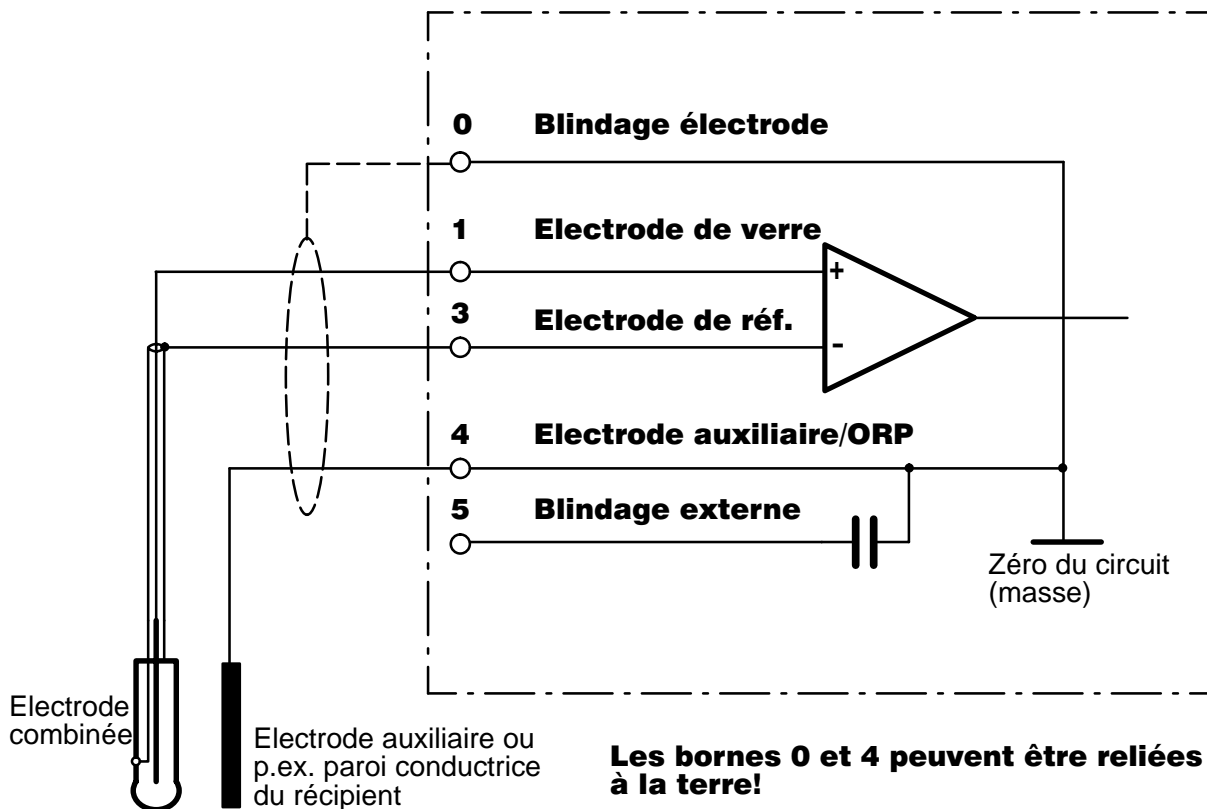 0 Blindage électrode
1 Electrode de verre
+
3 Electrode de réf.
-
4 Electrode auxiliaire/ORP
5 Blindage externe
Zéro du circuit
(masse)
Electrode
combinée
Electrode auxiliaire ou
p.ex. paroi conductrice
du récipient
Les bornes 0 et 4 peuvent être reliées
à la terre!